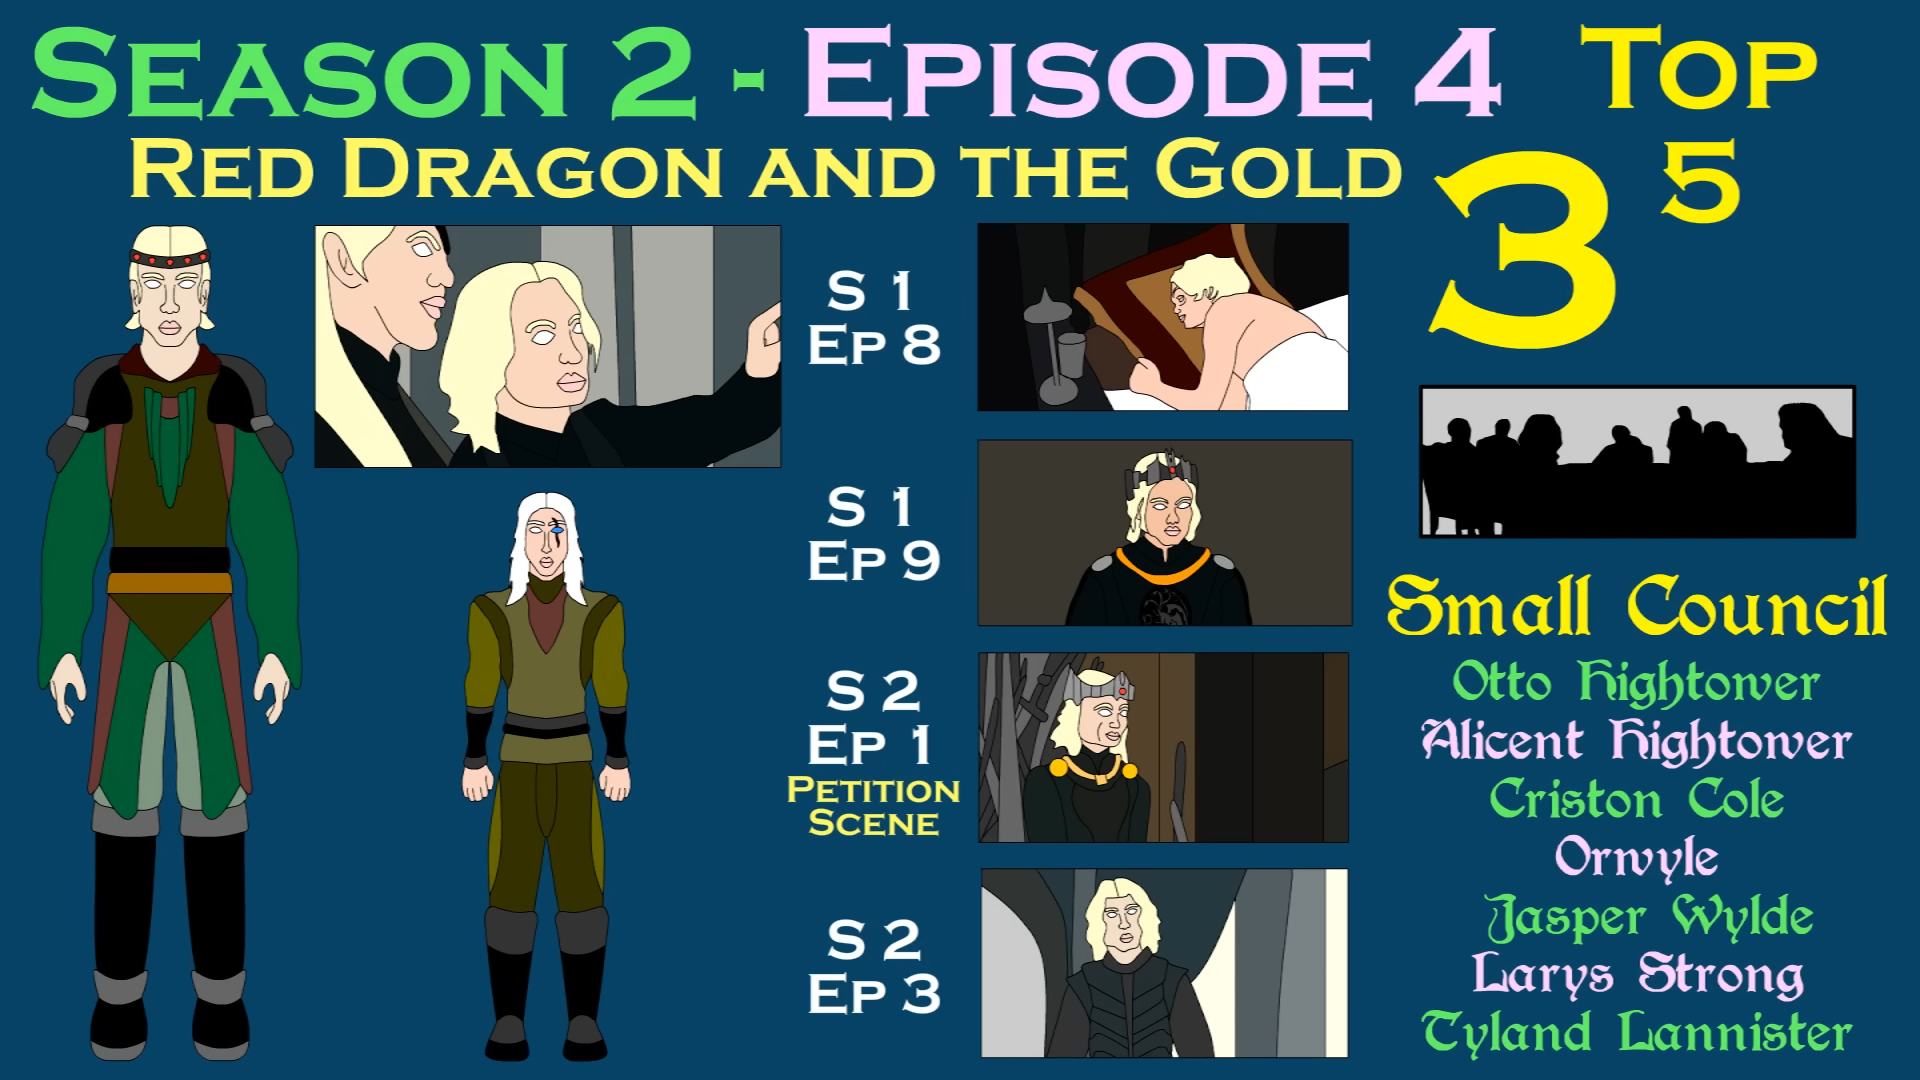 Season 2 - Episode 4
Red Dragon and the Gold
Top
3 5
S 1
Ep 8
S 1
Ep 9
S 2
Ep 1
Petition
Scene
S 2
Ep 3
Small Council
Otto Hightower
Alicent Hightower
Criston Cole
Orwyle
Jasper Wylde
Larys Strong
Tyland Lannister